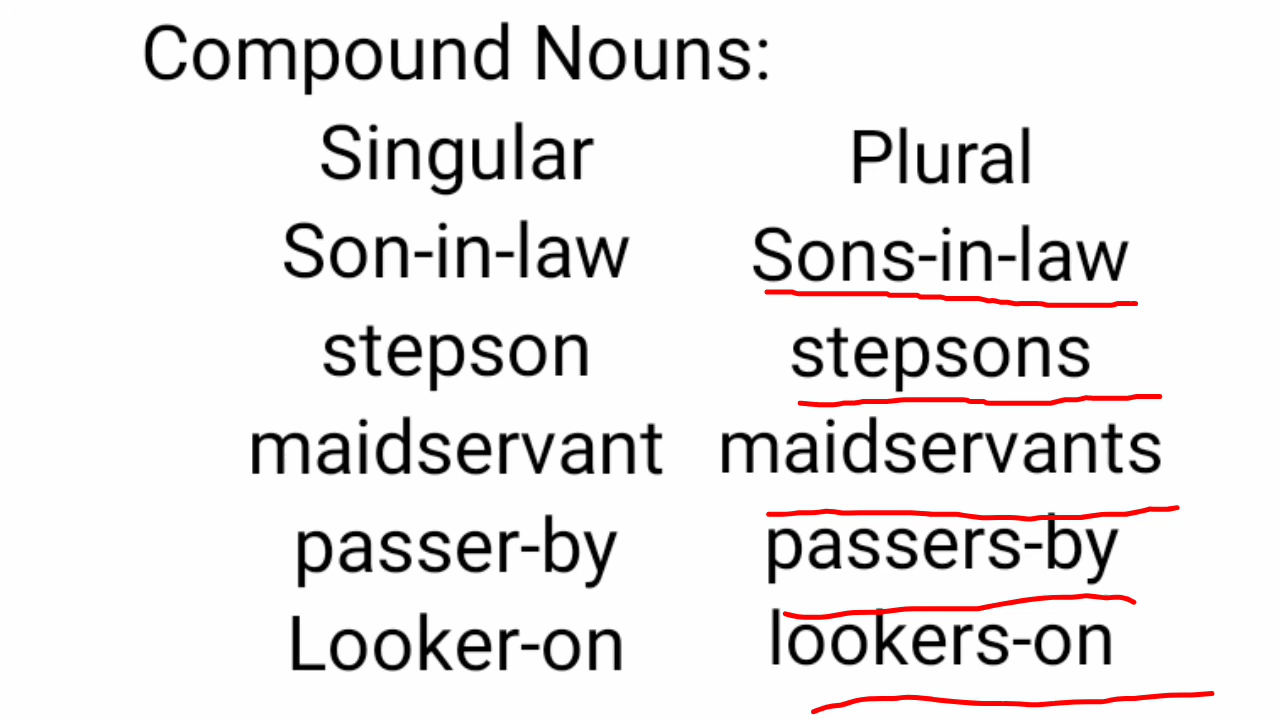 Compound Nouns:
Singular Plural
Son-in-law Sons-in-law
stepson stepsons
maidservant maidservants
passer-by passers-by
Looker-on lookers-on